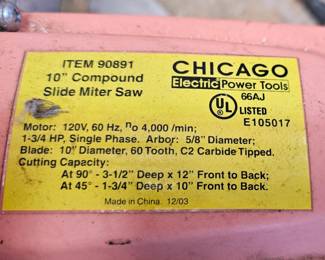 ITEM 90891
10" Compound
Slide Miter Saw
CHICAGO
Electric Power Tools
66AJ
UL
LISTED
E105017
Motor: 120V, 60 Hz, no 4,000 /min;
1-3/4 HP, Single Phase. Arbor: 5/8" Diameter;
Blade: 10" Diameter, 60 Tooth, C2 Carbide Tipped.
Cutting Capacity:
At 90° - 3-1/2" Deep x 12" Front to Back;
At 45° - 1-3/4" Deep x 10" Front to Back;
Made in China 12/03